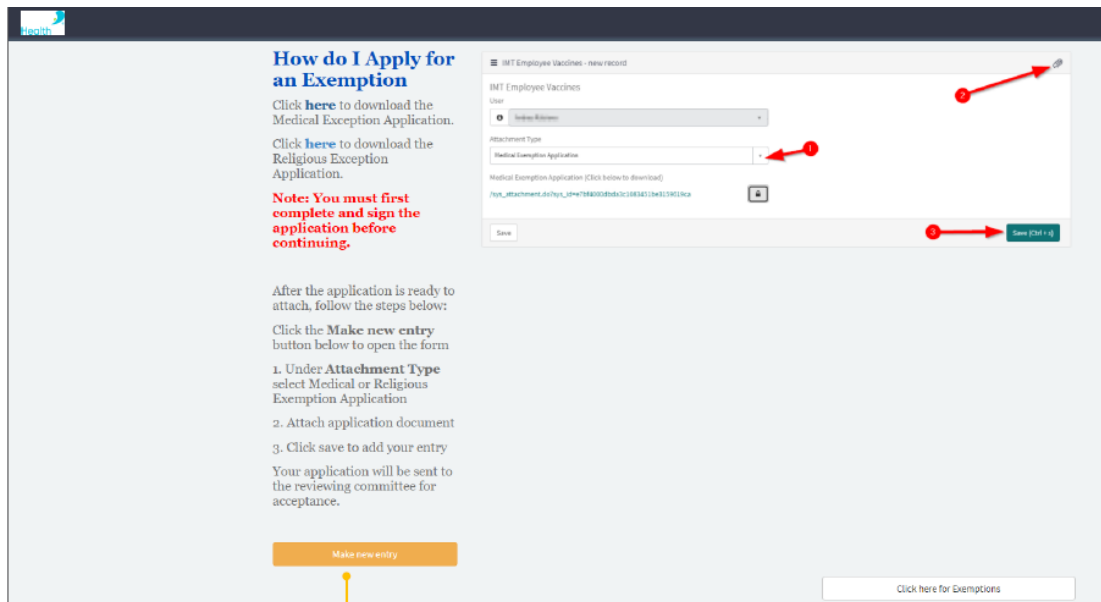 Health
How do I Apply for
an Exemption
Click here to download the
Medical Exception Application.
Click here to download the
Religious Exception
Application.
Note: You must first
complete and sign the
application before
continuing.
After the application is ready to
attach, follow the steps below:
Click the Make new entry
button below to open the form
1. Under Attachment Type
select Medical or Religious
Exemption Application
2. Attach application document
3. Click save to add your entry
Your application will be sent to
the reviewing committee for
acceptance.
Make new entry
IMT Employee Vaccines - new record
2
IMT Employee Vaccines
User
Attachment Type
1
Medical Exemption Application
Medical Exemption Application (Click below to download)
Save
3
Save (Ctrl + s)
Click here for Exemptions